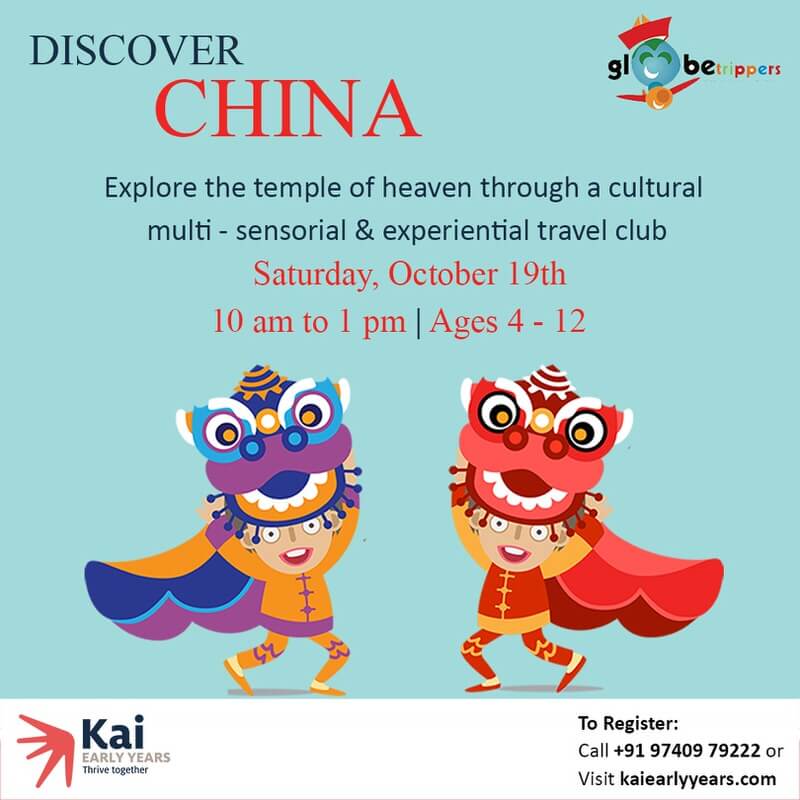 DISCOVER
CHINA
globetrippers
Explore the temple of heaven through a cultural
multi - sensorial & experiential travel club
Saturday, October 19th
10 am to 1 pm | Ages 4 - 12
Kai
EARLY YEARS
Thrive together
To Register:
Call +91 97409 79222 or
Visit kaiearlyyears.com